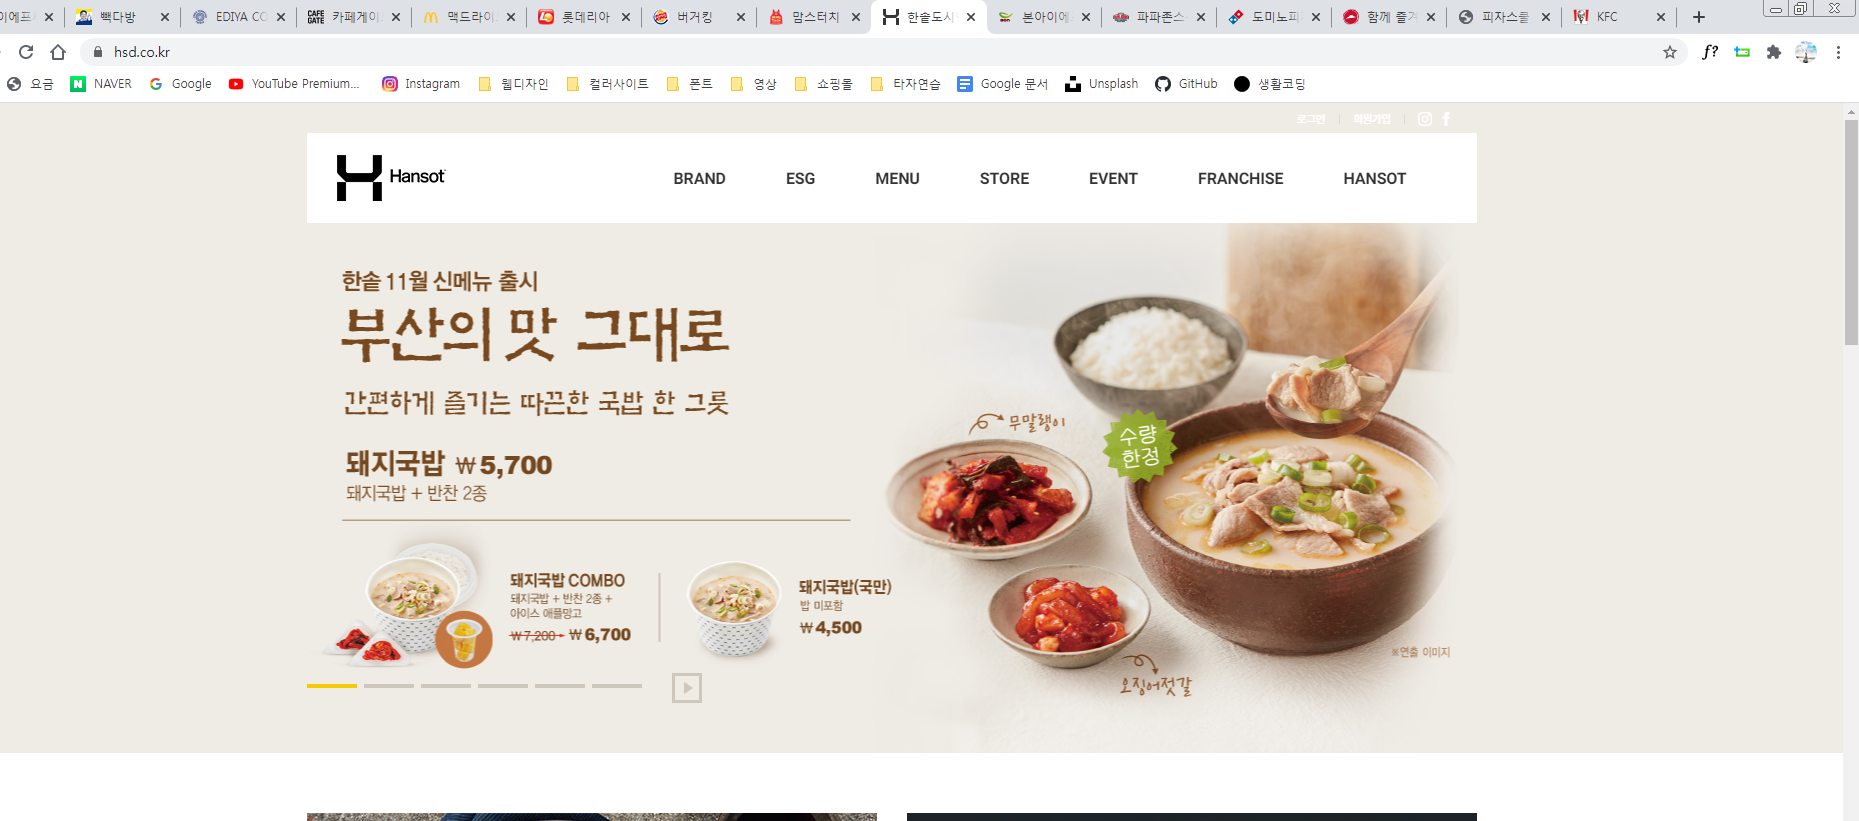 이에프
빽다방
EDIYA CO
CAFE GATE
카페게이
맥드라이
롯데리아
버거킹
맘스터치
한솥도시
본아이에
파파존스
도미노피
함께 즐겨
피자스쿨
KFC
hsd.co.kr
f?
요금
NAVER
Google
YouTube Premium...
Instagram
웹디자인
컬러사이트
폰트
영상
쇼핑몰
타자연습
Google 문서
Unsplash
GitHub
생활코딩
로그인
회원가입
Hansot
BRAND
ESG
MENU
STORE
EVENT
FRANCHISE
HANSOT
한솥 11월 신메뉴 출시
부산의 맛 그대로
간편하게 즐기는 따끈한 국밥 한 그릇
돼지국밥 ₩5,700
돼지국밥 + 반찬 2종
돼지국밥 COMBO
돼지국밥 + 반찬 2종 +
아이스 애플망고
₩7,200 ▸ ₩6,700
돼지국밥(국만)
밥 미포함
₩4,500
무말랭이
수량
한정
오징어젓갈
※연출 이미지